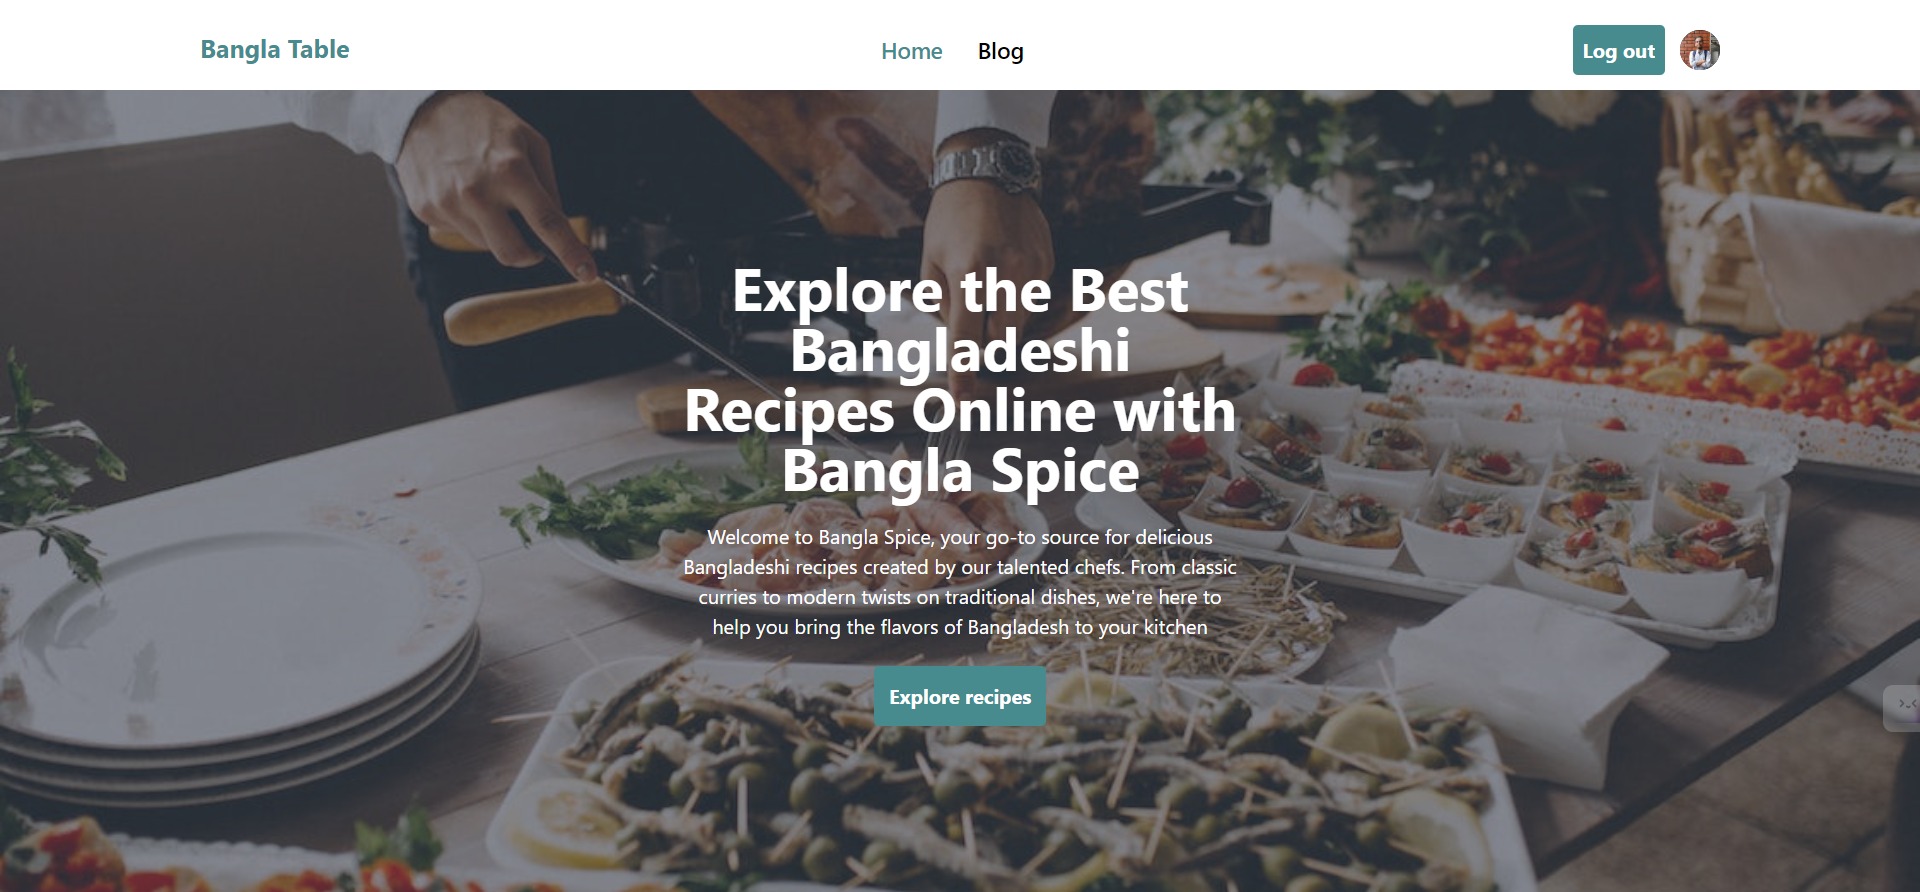 Bangla Table
Home
Blog
Log out
Explore the Best
Bangladeshi
Recipes Online with
Bangla Spice
Welcome to Bangla Spice, your go-to source for delicious
Bangladeshi recipes created by our talented chefs. From classic
curries to modern twists on traditional dishes, we're here to
help you bring the flavors of Bangladesh to your kitchen
Explore recipes